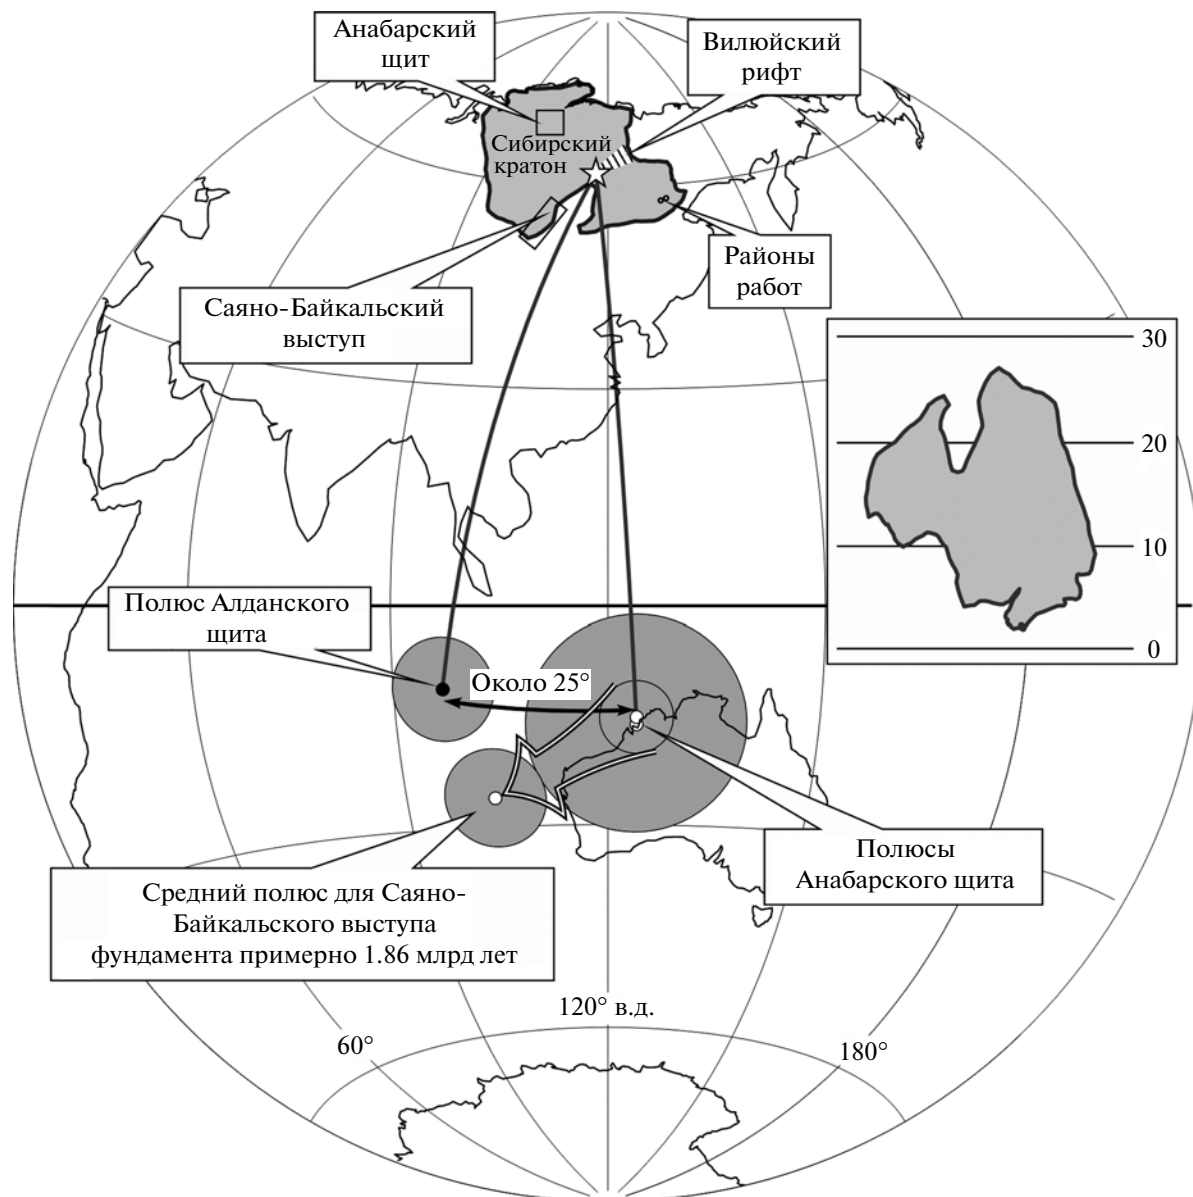 Анабарский
щит
Вилюйский
рифт
Сибирский
кратон
Районы
работ
Саяно-Байкальский
выступ
30
20
10
0
Полюс Алданского
щита
Около 25°
Полюсы
Анабарского щита
Средний полюс для Саяно-
Байкальского выступа
фундамента примерно 1.86 млрд лет
120° в.д.
60°
180°